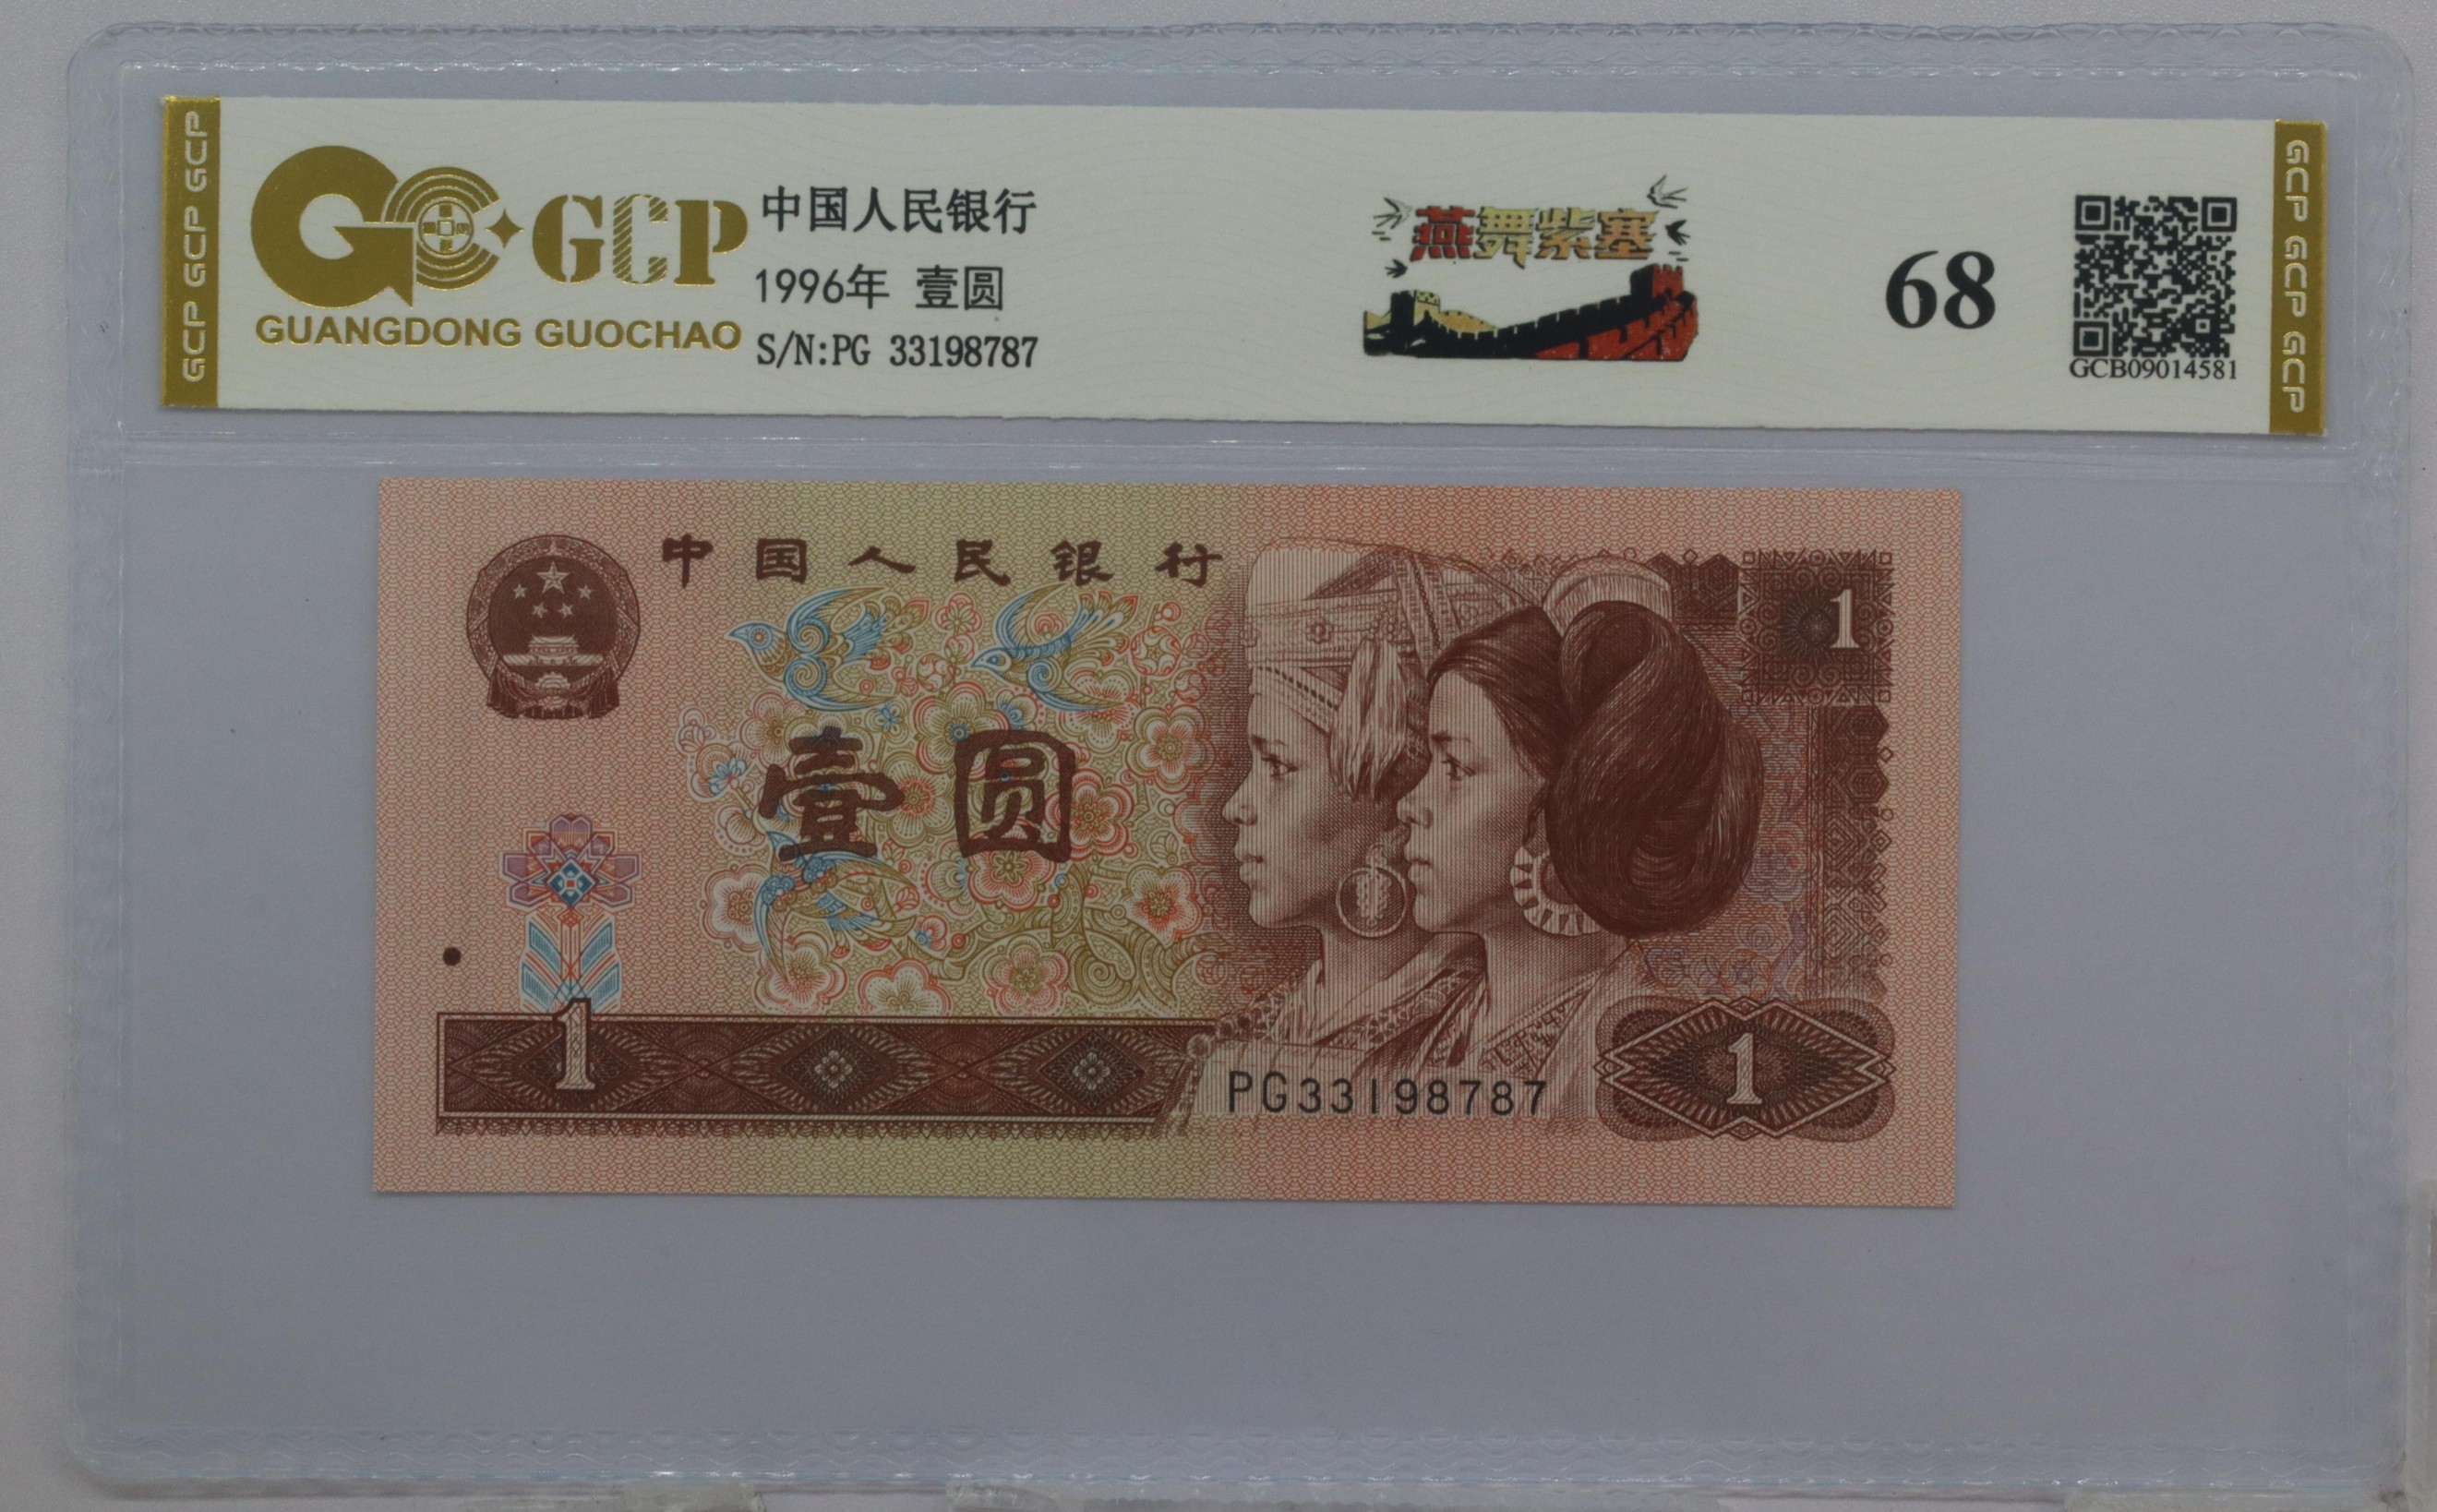 GCP GCP GCP
GCP
GUANGDONG GUOCHAO
中国人民银行
1996年 壹圆
S/N:PG 33198787
燕舞紫塞
68
GCB09014581
GCP GCP GCP
中国人民银行
1
壹圆
1
PG33198787
1